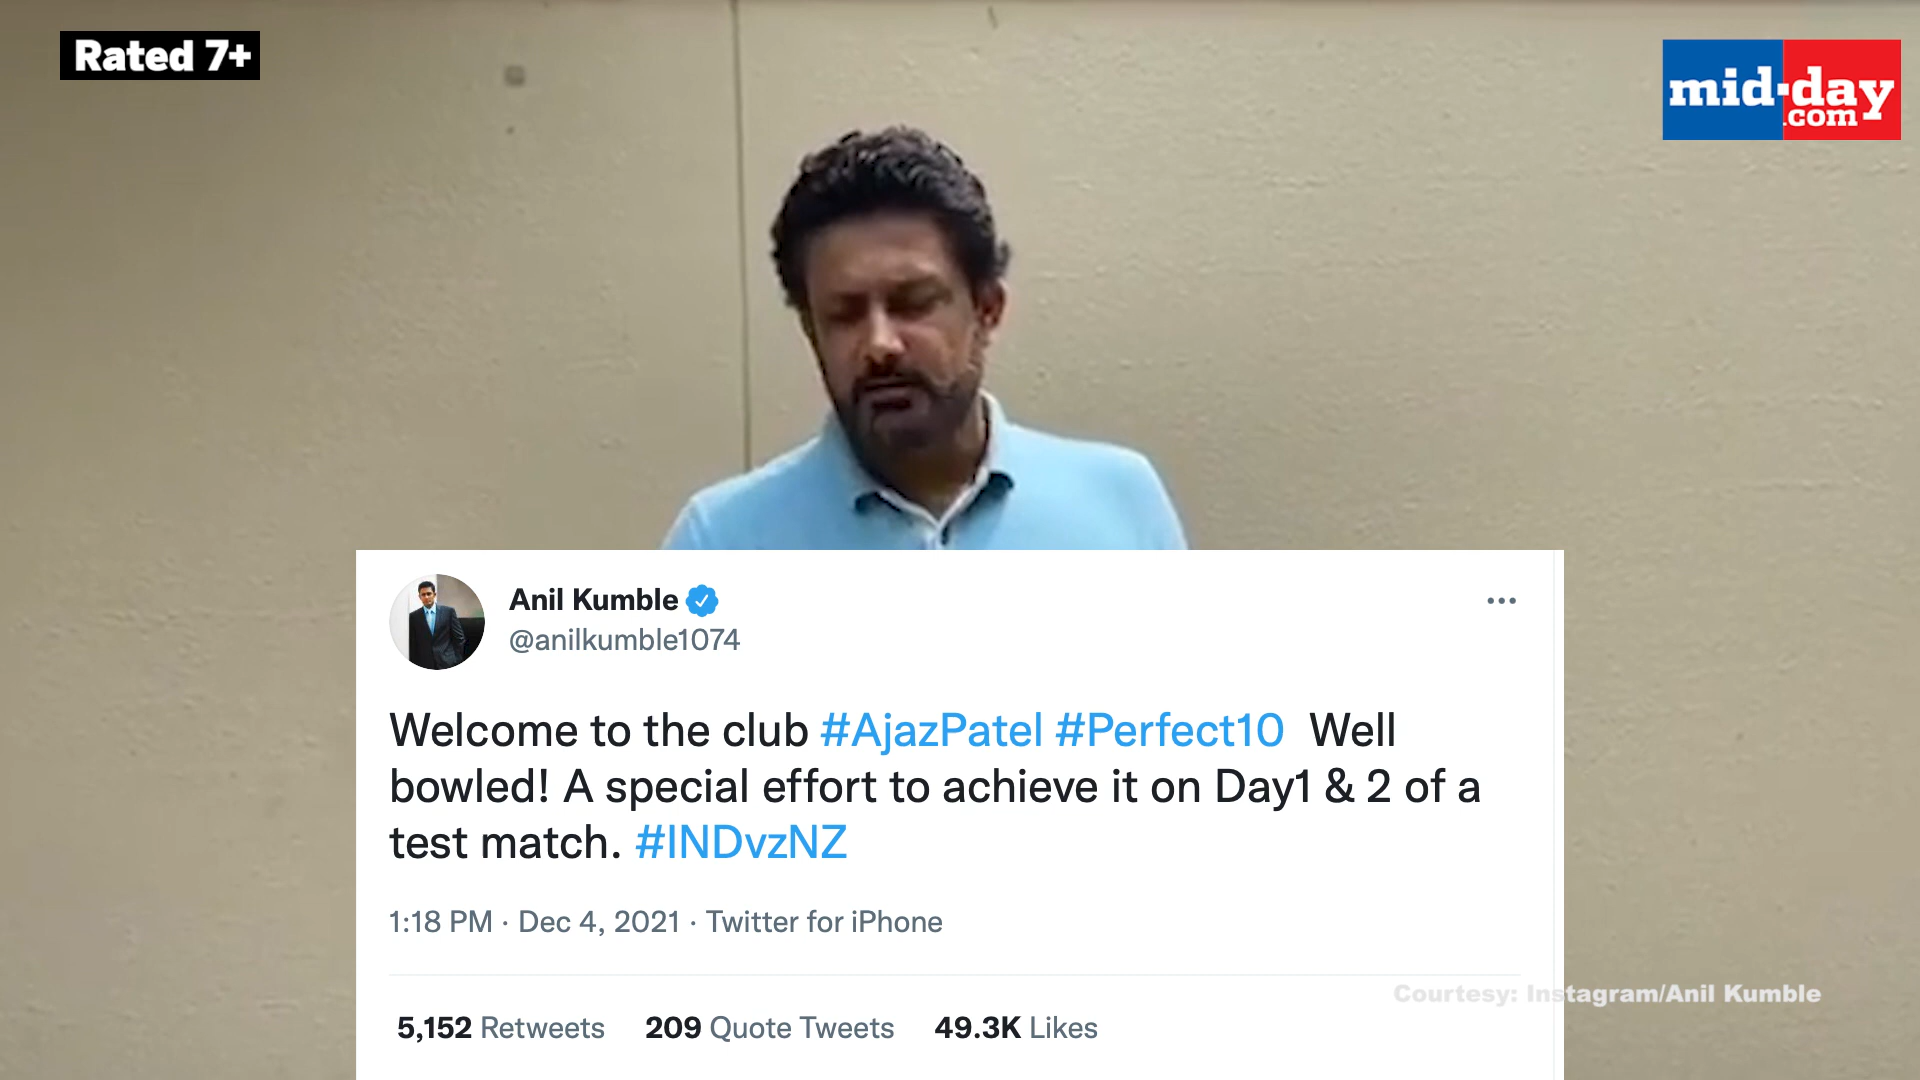 Rated 7+
mid-day
.com
Anil Kumble
@anilkumble1074
Welcome to the club #AjazPatel #Perfect10 Well
bowled! A special effort to achieve it on Day1 & 2 of a
test match. #INDvzNZ
1:18 PM · Dec 4, 2021 · Twitter for iPhone
Courtesy: Instagram/Anil Kumble
5,152 Retweets 209 Quote Tweets 49.3K Likes